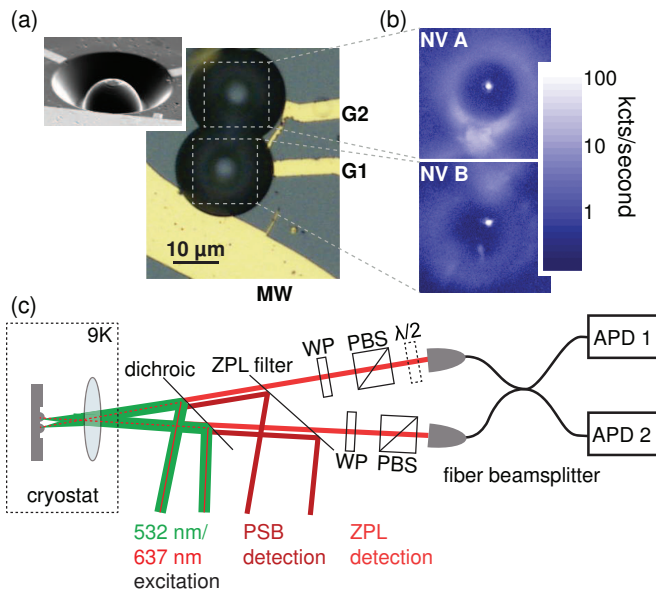 (a)
G2
G1
10 µm
MW
(b)
NV A
NV B
100
10
1
kcts/second
(c)
9K
cryostat
dichroic
ZPL filter
WP
PBS
λ/2
WP
PBS
APD 1
APD 2
fiber beamsplitter
532 nm/
637 nm
excitation
PSB
detection
ZPL
detection